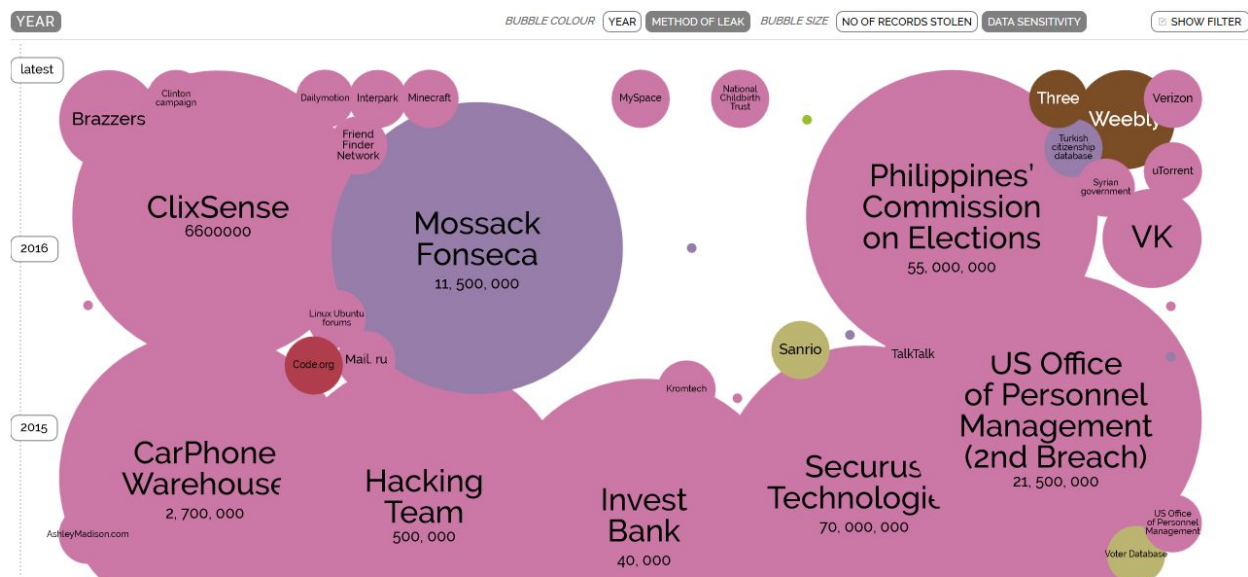 YEAR
BUBBLE COLOUR YEAR METHOD OF LEAK BUBBLE SIZE NO OF RECORDS STOLEN DATA SENSITIVITY SHOW FILTER
latest
Brazzers
Clinton
campaign
Dailymotion
Interpark
Minecraft
Friend
Finder
Network
MySpace
National
Childbirth
Trust
Three
Weebly
Verizon
Turkish
citizenship
database
Syrian
government
uTorrent
VK
ClixSense
6600000
Mossack
Fonseca
11, 500, 000
Philippines'
Commission
on Elections
55, 000, 000
2016
Linux Ubuntu
forums
Code.org
Mail. ru
Sanrio
TalkTalk
Kromtech
US Office
of Personnel
Management
(2nd Breach)
21, 500, 000
2015
CarPhone
Warehouse
2, 700, 000
Hacking
Team
500, 000
Invest
Bank
40, 000
Securus
Technologie
70, 000, 000
AshleyMadison.com
US Office
of Personnel
Management
Voter Database